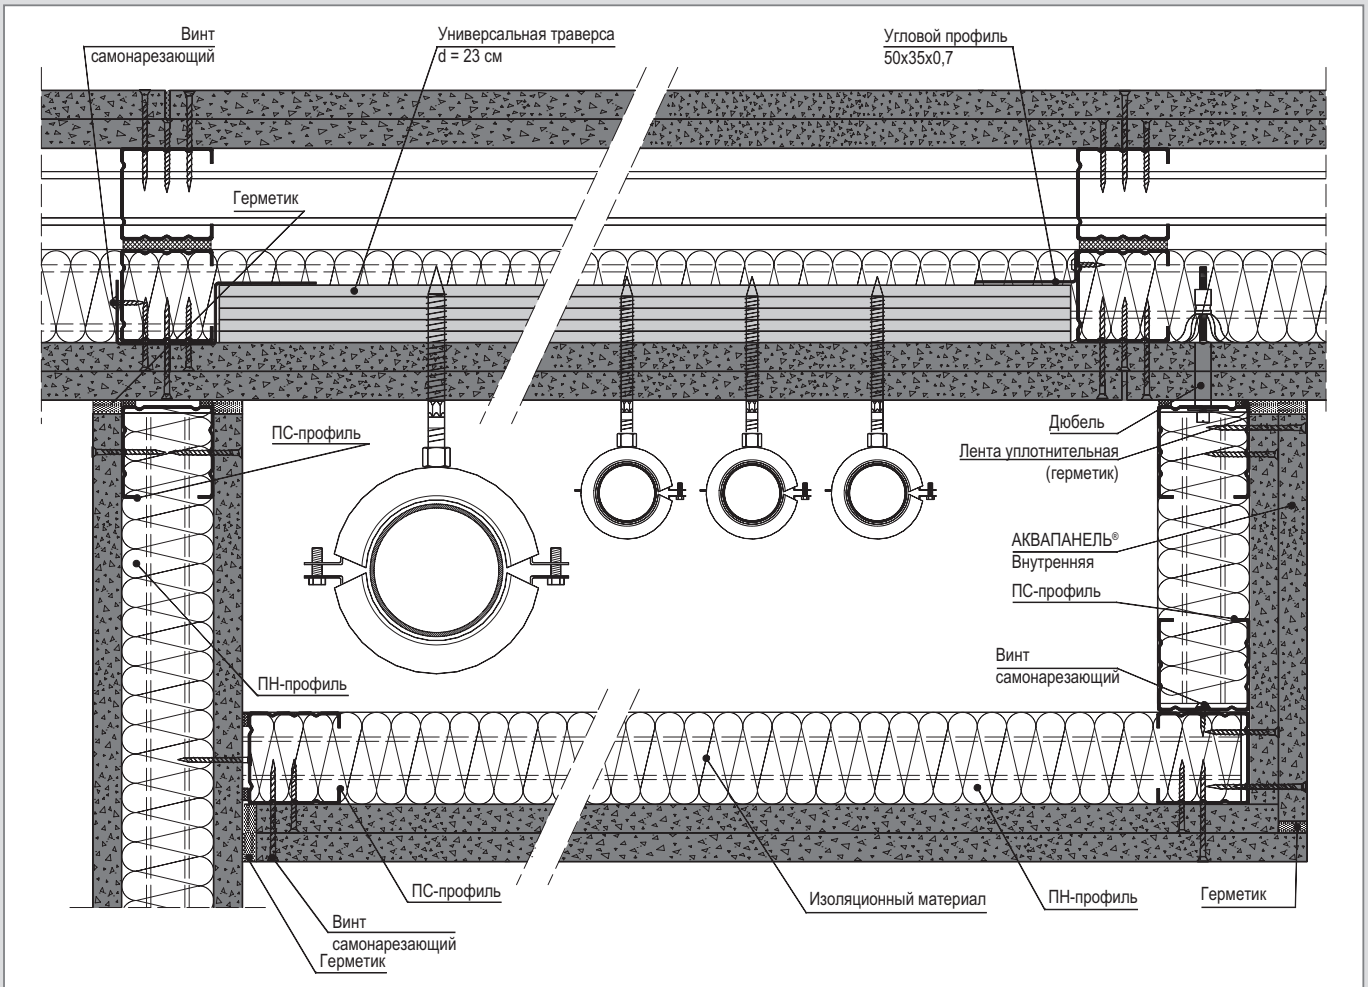 Винт
самонарезающий
Универсальная траверса
d = 23 см
Угловой профиль
50х35х0,7
Герметик
ПС-профиль
Дюбель
Лента уплотнительная
(герметик)
АКВАПАНЕЛЬ®
Внутренняя
ПС-профиль
Винт
самонарезающий
ПН-профиль
ПС-профиль
Изоляционный материал
ПН-профиль
Герметик
Винт
самонарезающий
Герметик